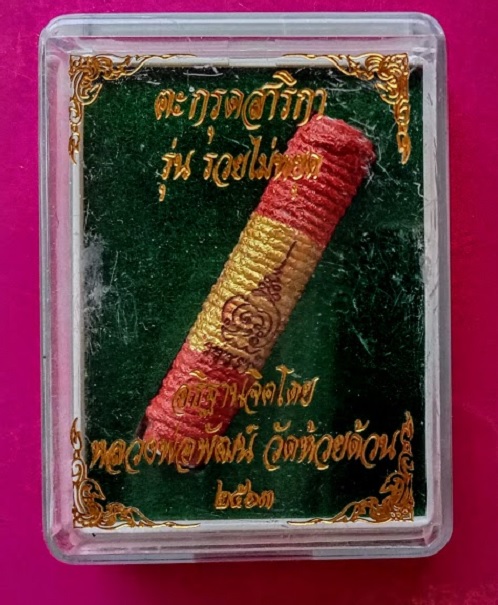 ตะกรุดสาริกา
รุ่น รวยไม่หยุด
อธิฐานจิตโดย
หลวงพ่อพัฒน์ วัดห้วยด้วน
๒๕๖๓